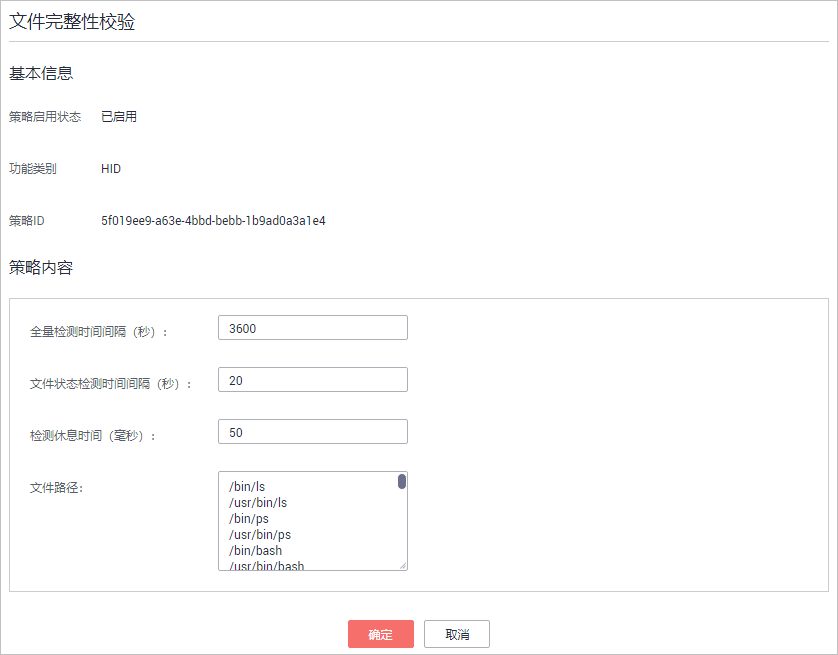 文件完整性校验
基本信息
策略启用状态 已启用
功能类别 HID
策略ID 5f019ee9-a63e-4bbd-bebb-1b9ad0a3a1e4
策略内容
全量检测时间间隔（秒）： 3600
文件状态检测时间间隔（秒）： 20
检测休息时间（毫秒）： 50
文件路径： /bin/ls
/usr/bin/ls
/bin/ps
/usr/bin/ps
/bin/bash
/usr/bin/bash
确定 取消